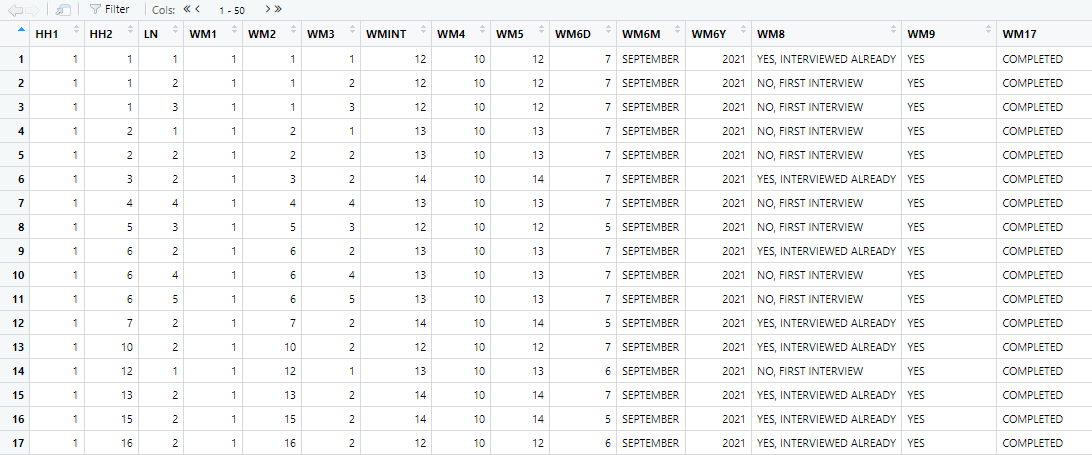 Filter Cols: 1 - 50
HH1 HH2 LN WM1 WM2 WM3 WMINT WM4 WM5 WM6D WM6M WM6Y WM8 WM9 WM17
1 1 1 1 1 1 1 12 10 12 7 SEPTEMBER 2021 YES, INTERVIEWED ALREADY YES COMPLETED
2 1 1 2 1 1 2 12 10 12 7 SEPTEMBER 2021 NO, FIRST INTERVIEW YES COMPLETED
3 1 1 3 1 1 3 12 10 12 7 SEPTEMBER 2021 NO, FIRST INTERVIEW YES COMPLETED
4 1 2 1 1 2 1 13 10 13 7 SEPTEMBER 2021 NO, FIRST INTERVIEW YES COMPLETED
5 1 2 2 1 2 2 13 10 13 7 SEPTEMBER 2021 NO, FIRST INTERVIEW YES COMPLETED
6 1 3 2 1 3 2 14 10 14 7 SEPTEMBER 2021 YES, INTERVIEWED ALREADY YES COMPLETED
7 1 4 4 1 4 4 13 10 13 7 SEPTEMBER 2021 NO, FIRST INTERVIEW YES COMPLETED
8 1 5 3 1 5 3 12 10 12 5 SEPTEMBER 2021 NO, FIRST INTERVIEW YES COMPLETED
9 1 6 2 1 6 2 13 10 13 7 SEPTEMBER 2021 YES, INTERVIEWED ALREADY YES COMPLETED
10 1 6 4 1 6 4 13 10 13 7 SEPTEMBER 2021 NO, FIRST INTERVIEW YES COMPLETED
11 1 6 5 1 6 5 13 10 13 7 SEPTEMBER 2021 NO, FIRST INTERVIEW YES COMPLETED
12 1 7 2 1 7 2 14 10 14 5 SEPTEMBER 2021 YES, INTERVIEWED ALREADY YES COMPLETED
13 1 10 2 1 10 2 12 10 12 7 SEPTEMBER 2021 YES, INTERVIEWED ALREADY YES COMPLETED
14 1 12 1 1 12 1 13 10 13 6 SEPTEMBER 2021 NO, FIRST INTERVIEW YES COMPLETED
15 1 13 2 1 13 2 14 10 14 7 SEPTEMBER 2021 YES, INTERVIEWED ALREADY YES COMPLETED
16 1 15 2 1 15 2 14 10 14 5 SEPTEMBER 2021 YES, INTERVIEWED ALREADY YES COMPLETED
17 1 16 2 1 16 2 12 10 12 6 SEPTEMBER 2021 YES, INTERVIEWED ALREADY YES COMPLETED